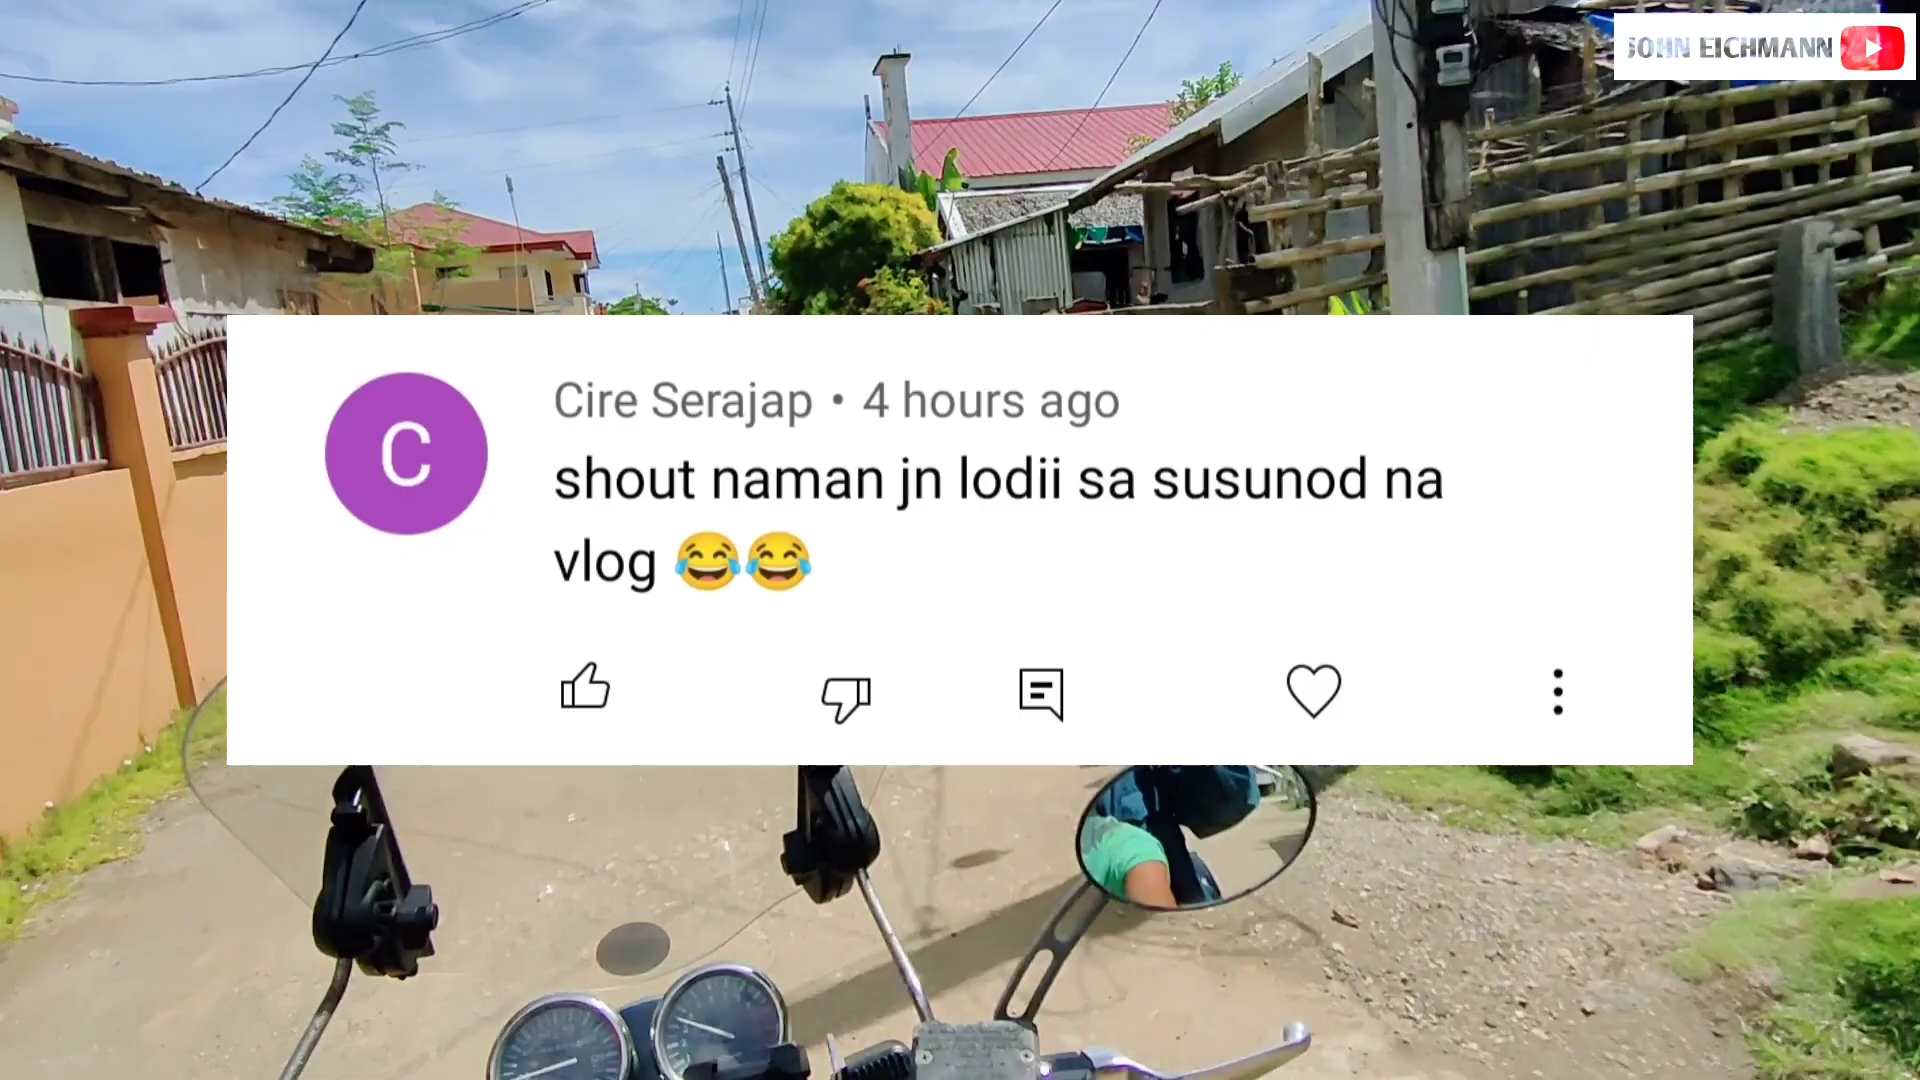 JOHN EICHMANN
C
Cire Serajap • 4 hours ago
shout naman jn lodii sa susunod na
vlog 😂😂